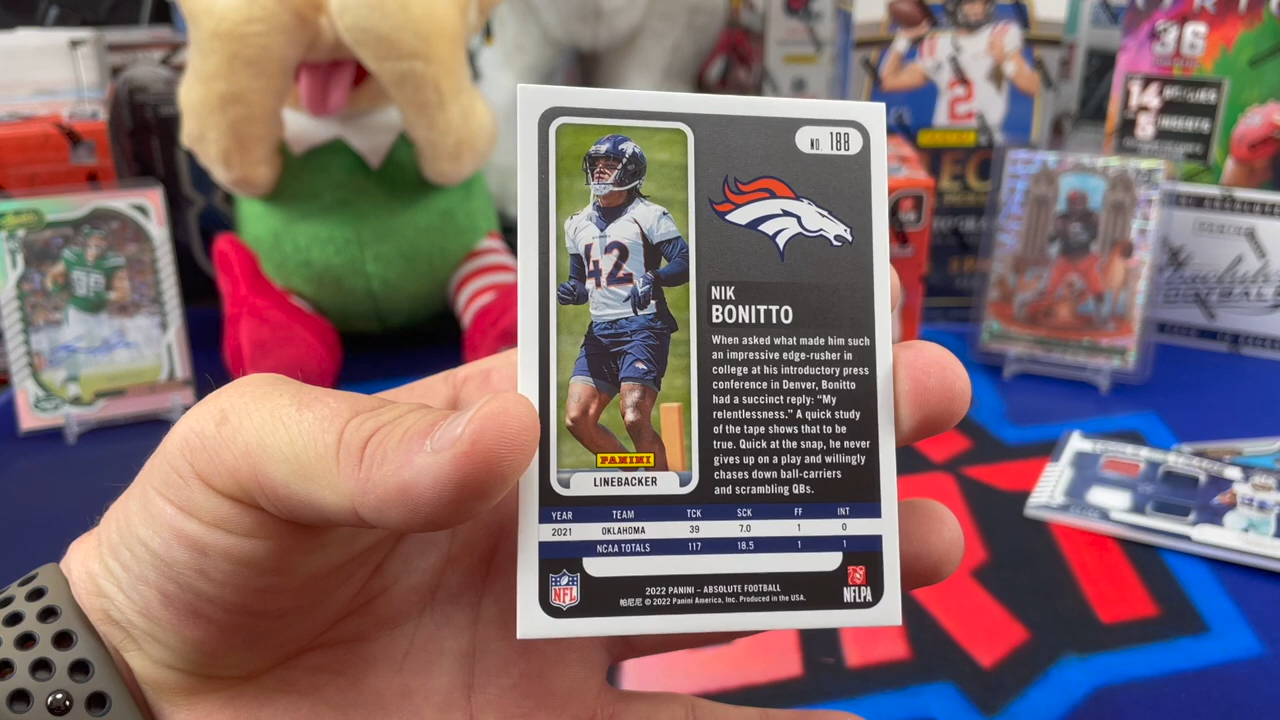 NO. 188
42
NIK
BONITTO
When asked what made him such
an impressive edge-rusher in
college at his introductory press
conference in Denver, Bonitto
had a succinct reply: “My
relentlessness.” A quick study
of the tape shows that to be
true. Quick at the snap, he never
gives up on a play and willingly
chases down ball-carriers
and scrambling QBs.
PANINI
LINEBACKER
YEAR TEAM TCK SCK FF INT
2021 OKLAHOMA 39 7.0 1 0
NCAA TOTALS 117 18.5 1 1
NFL
2022 PANINI – ABSOLUTE FOOTBALL
帕尼尼 © 2022 Panini America, Inc. Produced in the USA.
NFLPA
2
36
14
5 INSERTS